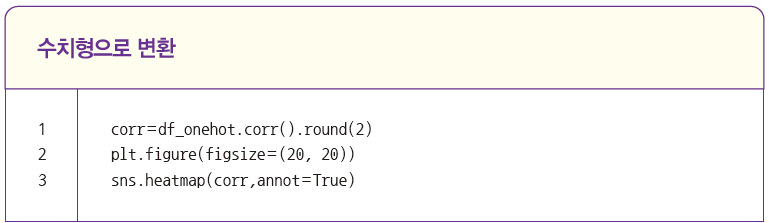 수치형으로 변환
1 corr=df_onehot.corr().round(2)
2 plt.figure(figsize=(20, 20))
3 sns.heatmap(corr,annot=True)